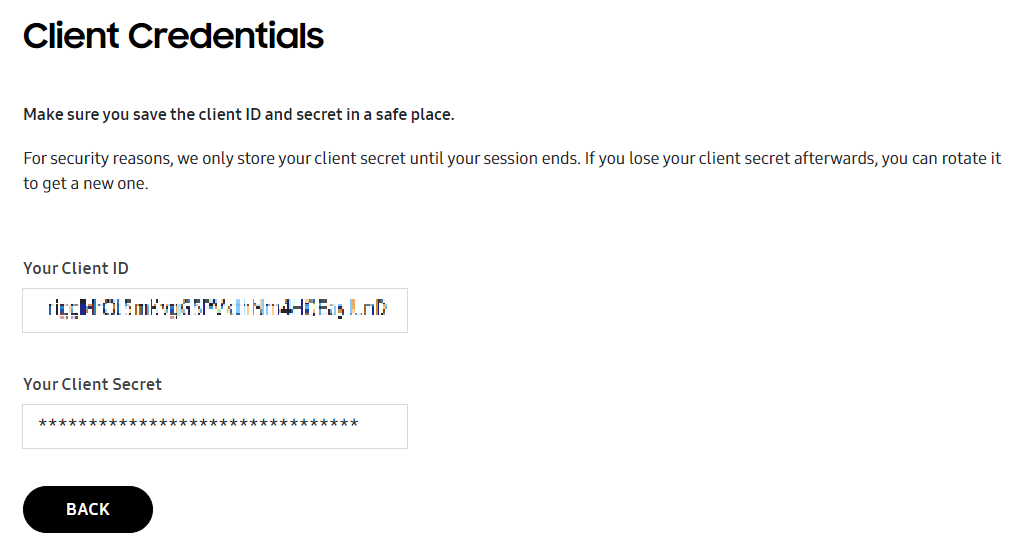 Client Credentials
Make sure you save the client ID and secret in a safe place.
For security reasons, we only store your client secret until your session ends. If you lose your client secret afterwards, you can rotate it
to get a new one.
Your Client ID
Your Client Secret
********************************
BACK